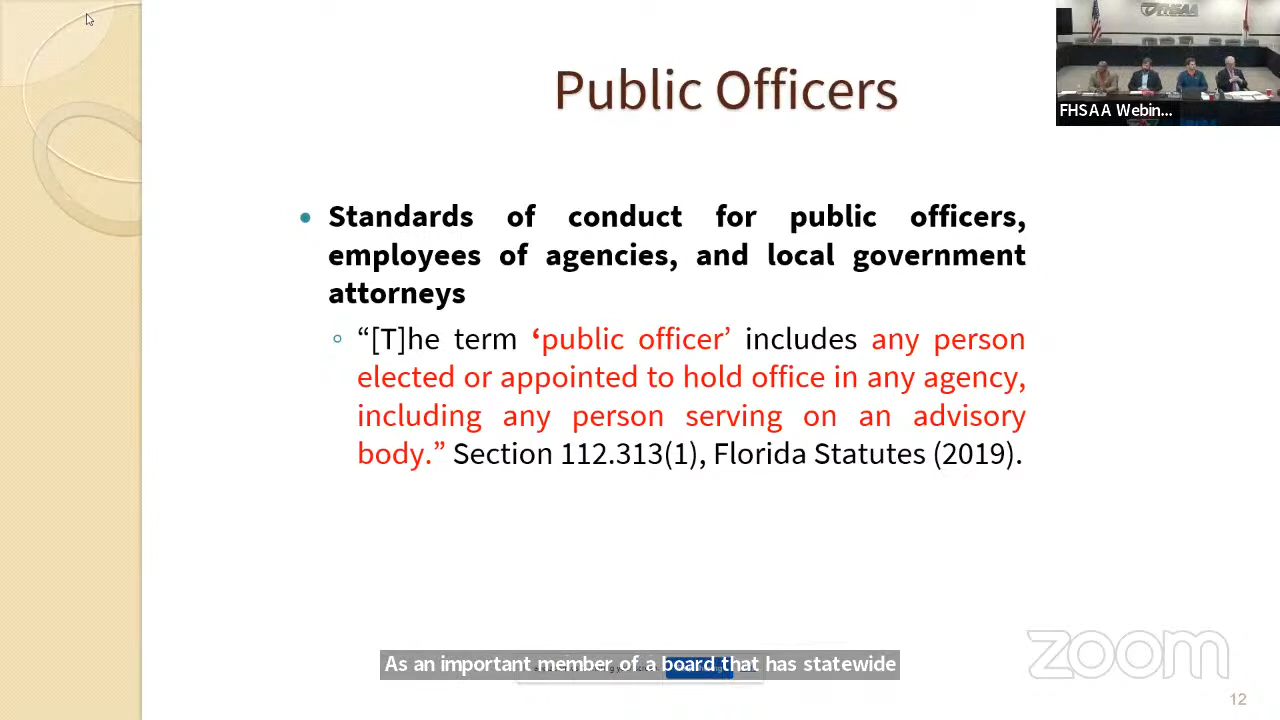 FHSAA
FHSAA Webin...
Public Officers
Standards of conduct for public officers,
employees of agencies, and local government
attorneys
“[T]he term ‘public officer’ includes any person
elected or appointed to hold office in any agency,
including any person serving on an advisory
body.” Section 112.313(1), Florida Statutes (2019).
As an important member of a board that has statewide
zoom
12